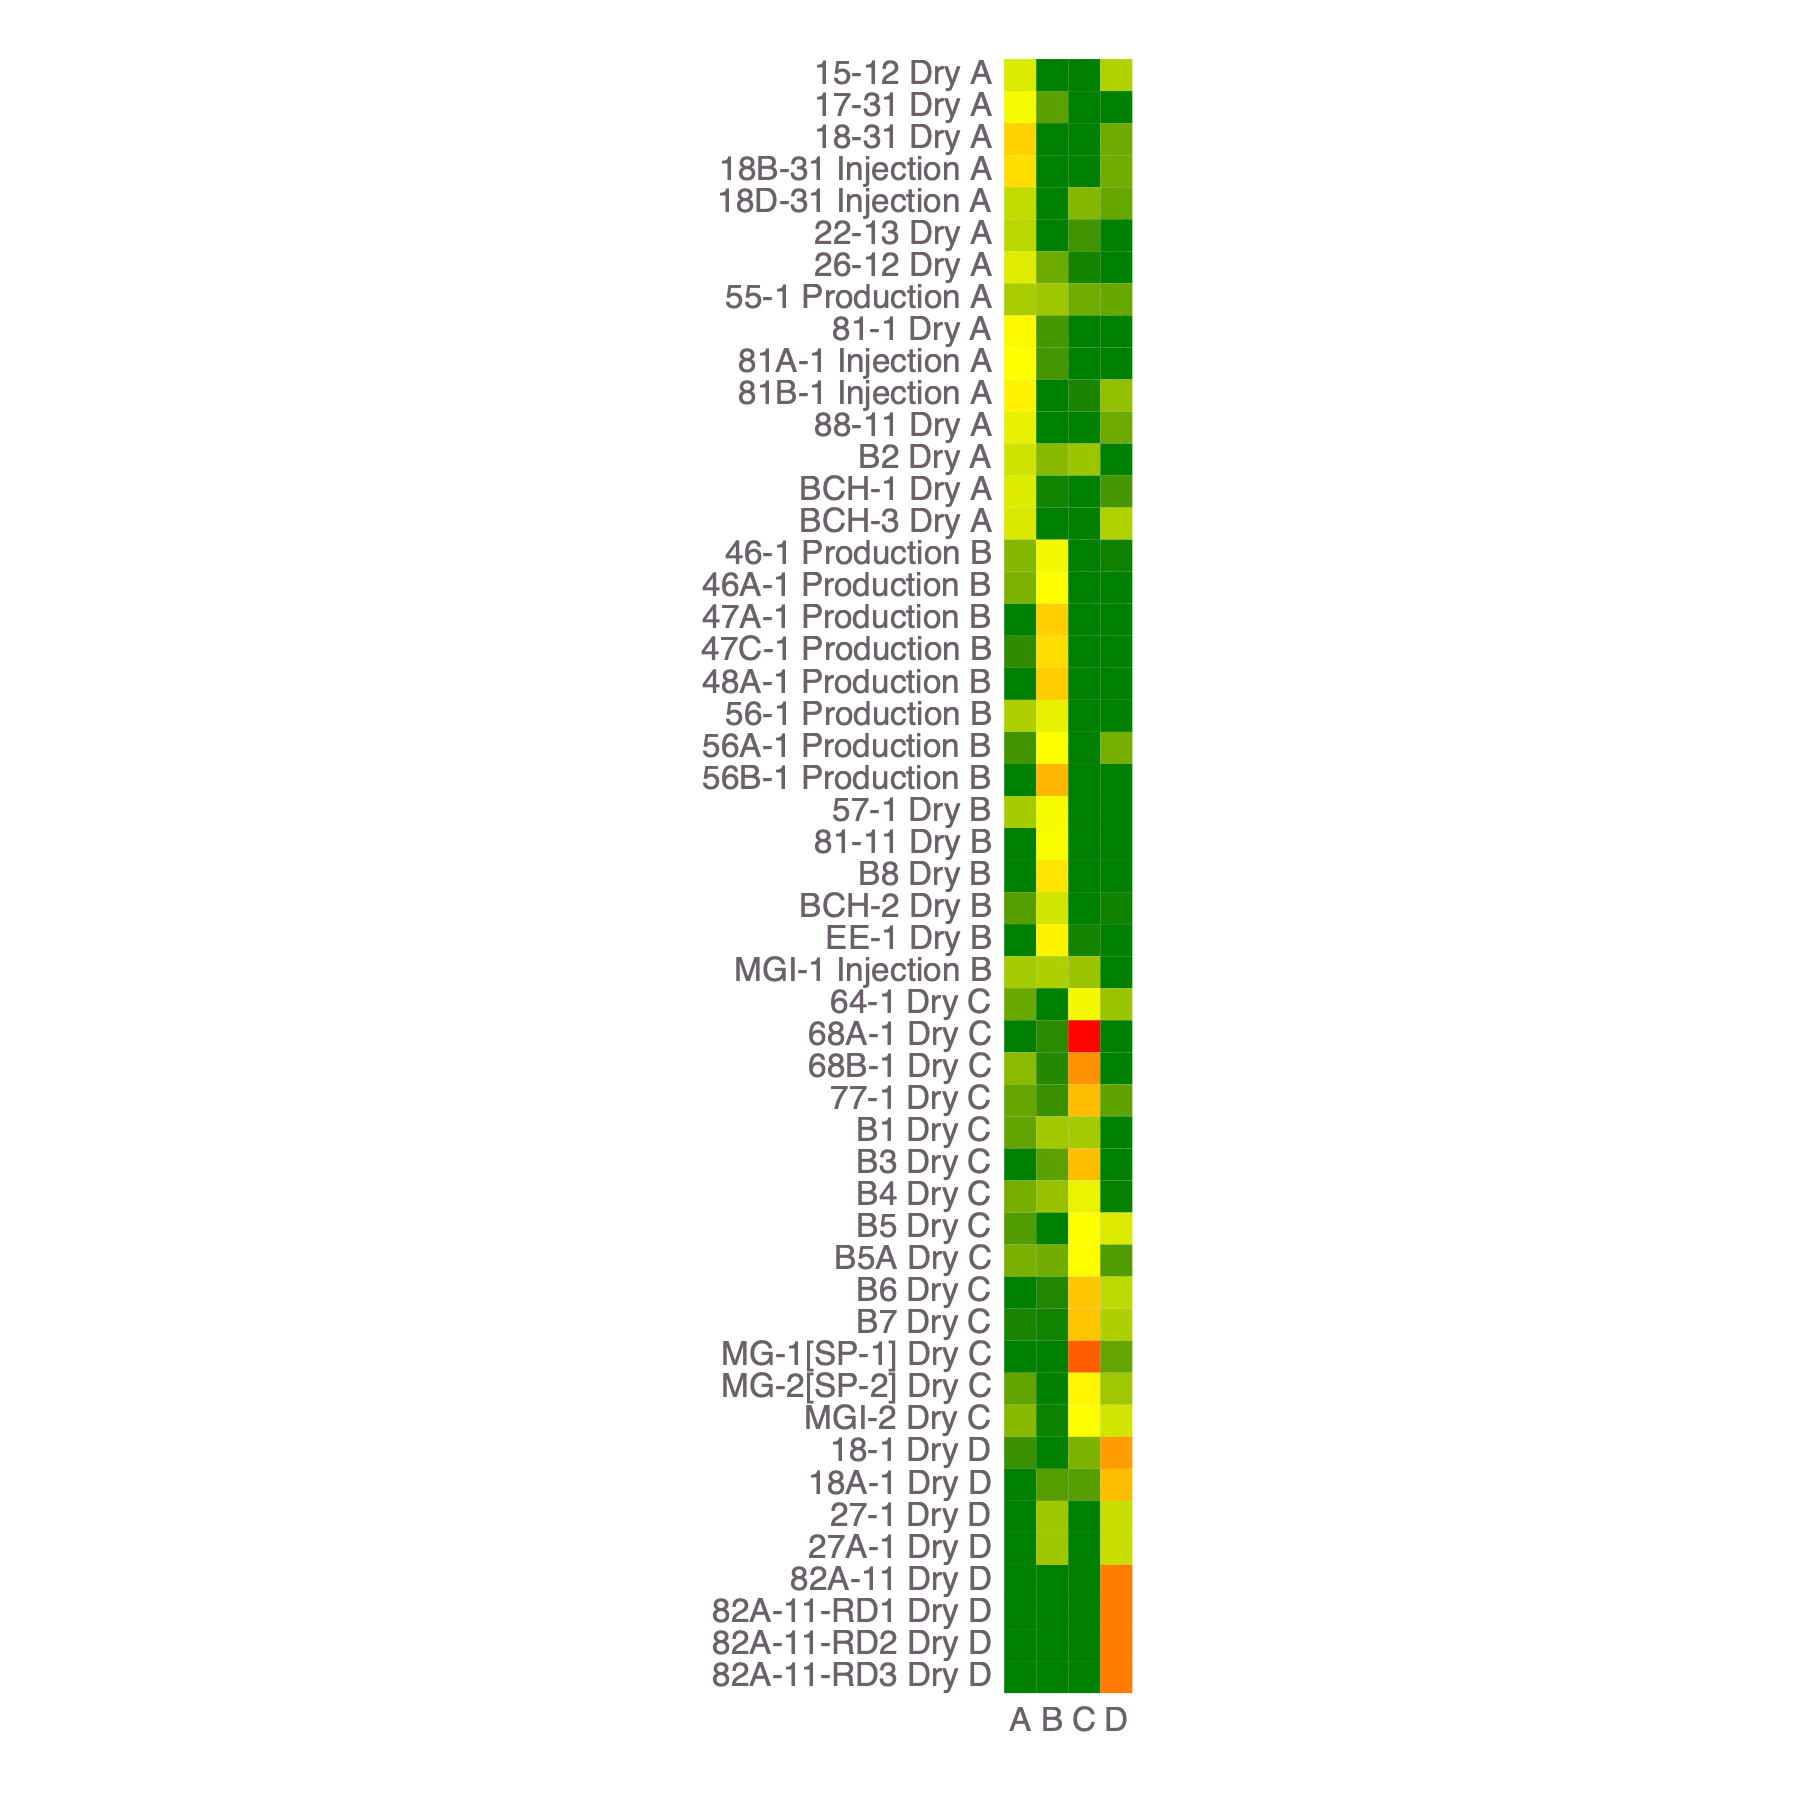 15-12 Dry A
17-31 Dry A
18-31 Dry A
18B-31 Injection A
18D-31 Injection A
22-13 Dry A
26-12 Dry A
55-1 Production A
81-1 Dry A
81A-1 Injection A
81B-1 Injection A
88-11 Dry A
B2 Dry A
BCH-1 Dry A
BCH-3 Dry A
46-1 Production B
46A-1 Production B
47A-1 Production B
47C-1 Production B
48A-1 Production B
56-1 Production B
56A-1 Production B
56B-1 Production B
57-1 Dry B
81-11 Dry B
B8 Dry B
BCH-2 Dry B
EE-1 Dry B
MGI-1 Injection B
64-1 Dry C
68A-1 Dry C
68B-1 Dry C
77-1 Dry C
B1 Dry C
B3 Dry C
B4 Dry C
B5 Dry C
B5A Dry C
B6 Dry C
B7 Dry C
MG-1[SP-1] Dry C
MG-2[SP-2] Dry C
MGI-2 Dry C
18-1 Dry D
18A-1 Dry D
27-1 Dry D
27A-1 Dry D
82A-11 Dry D
82A-11-RD1 Dry D
82A-11-RD2 Dry D
82A-11-RD3 Dry D
A B C D